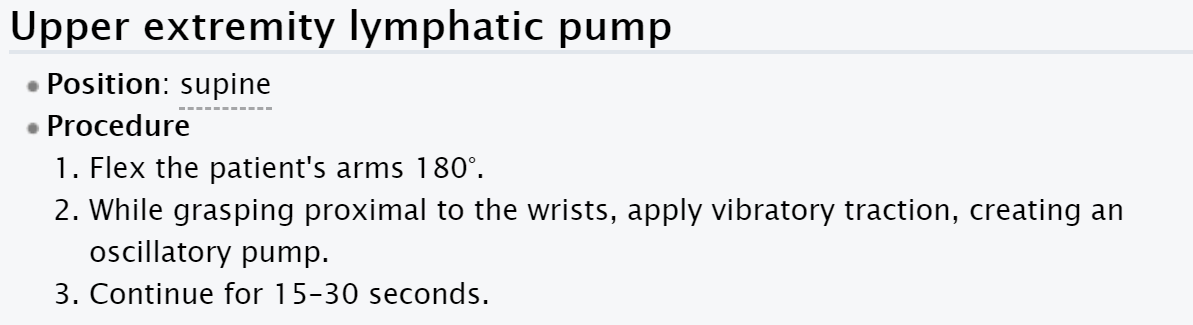 Upper extremity lymphatic pump
Position: supine
Procedure
1. Flex the patient's arms 180°.
2. While grasping proximal to the wrists, apply vibratory traction, creating an
oscillatory pump.
3. Continue for 15–30 seconds.